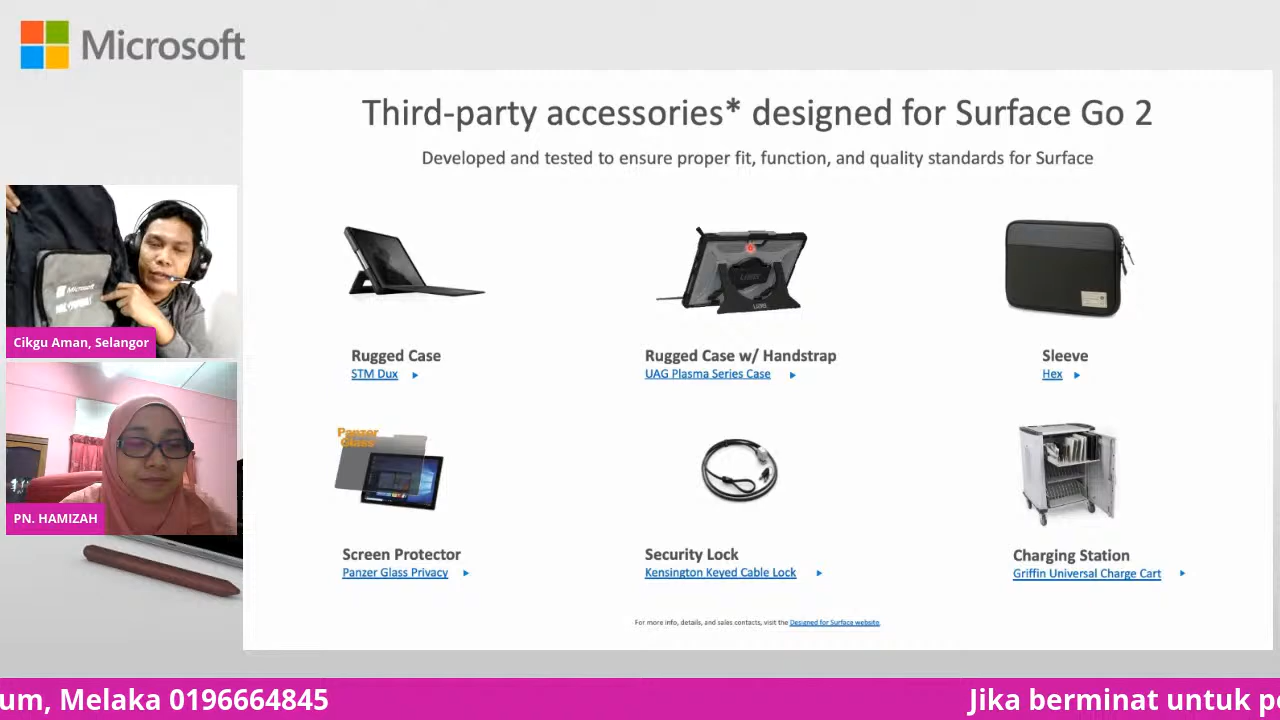 Microsoft
Third-party accessories* designed for Surface Go 2
Developed and tested to ensure proper fit, function, and quality standards for Surface
Microsoft
Cikgu Aman, Selangor
PN. HAMIZAH
Rugged Case
STM Dux
Rugged Case w/ Handstrap
UAG Plasma Series Case
Sleeve
Hex
Panzer
Glass
Screen Protector
Panzer Glass Privacy
Security Lock
Kensington Keyed Cable Lock
Charging Station
Griffin Universal Charge Cart
For more info, details, and sales contacts, visit the Designed for Surface website.
um, Melaka 0196664845
Jika berminat untuk pe